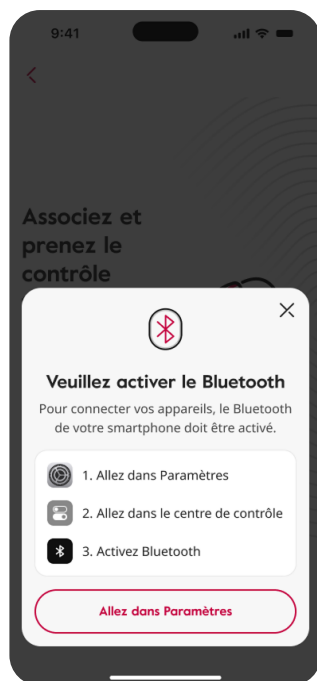 9:41
Associez et
prenez le
contrôle
Veuillez activer le Bluetooth
Pour connecter vos appareils, le Bluetooth
de votre smartphone doit être activé.
1. Allez dans Paramètres
2. Allez dans le centre de contrôle
3. Activez Bluetooth
Allez dans Paramètres